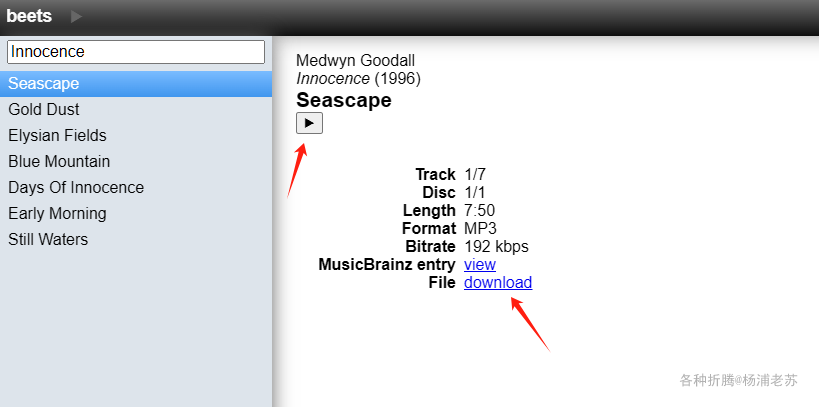 beets
Innocence
Seascape
Gold Dust
Elysian Fields
Blue Mountain
Days Of Innocence
Early Morning
Still Waters
Medwyn Goodall
Innocence (1996)
Seascape
Track 1/7
Disc 1/1
Length 7:50
Format MP3
Bitrate 192 kbps
MusicBrainz entry view
File download
各种折腾@杨浦老苏